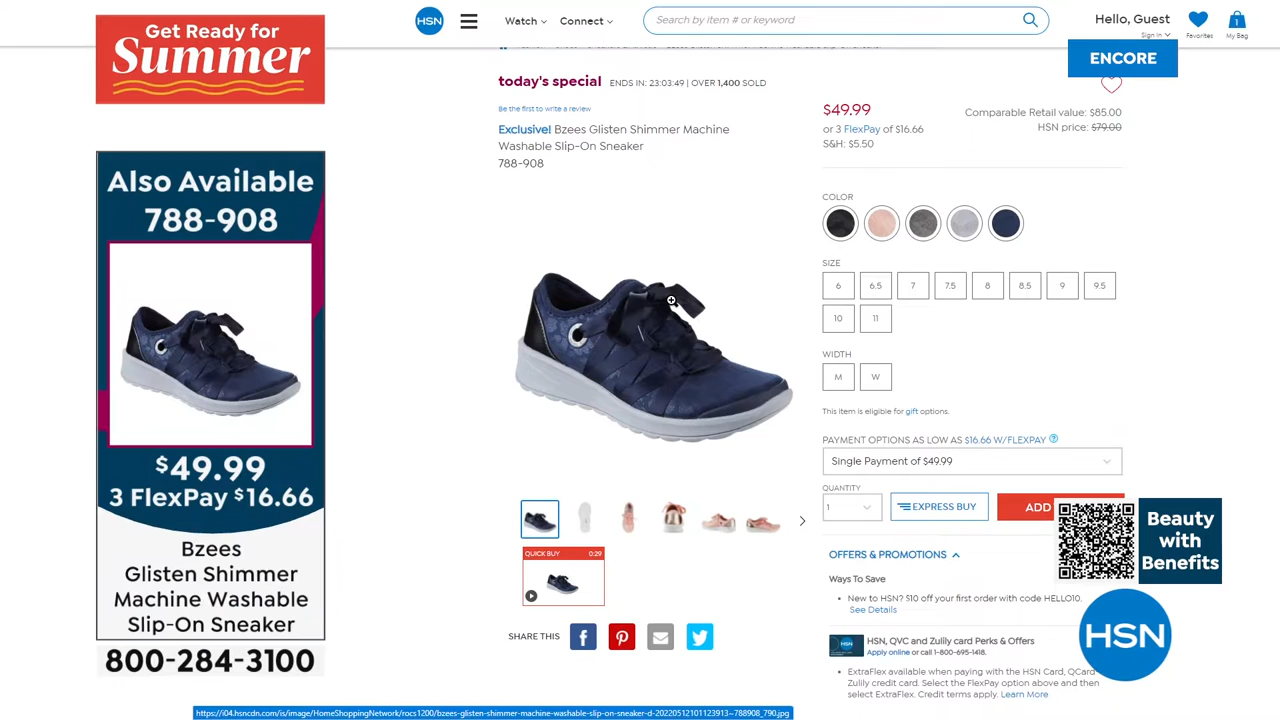 Get Ready for
Summer
HSN
Watch
Connect
Search by item # or keyword
Hello, Guest
Sign in
Favorites
1
My Bag
ENCORE
today's special ENDS IN: 23:03:49 | OVER 1,400 SOLD
Be the first to write a review
Exclusive! Bzees Glisten Shimmer Machine
Washable Slip-On Sneaker
788-908
$49.99
or 3 FlexPay of $16.66
S&H: $5.50
Comparable Retail value: $85.00
HSN price: $79.00
COLOR
SIZE
6 6.5 7 7.5 8 8.5 9 9.5
10 11
WIDTH
M W
This item is eligible for gift options.
PAYMENT OPTIONS AS LOW AS $16.66 W/FLEXPAY ?
Single Payment of $49.99
QUANTITY
1
EXPRESS BUY
ADD
OFFERS & PROMOTIONS
Ways To Save
New to HSN? $10 off your first order with code HELLO10.
See Details
HSN, QVC and Zulily card Perks & Offers
Apply online or call 1-800-695-1418.
ExtraFlex available when paying with the HSN Card, QCard
Zulily credit card. Select the FlexPay option above and then
select ExtraFlex. Credit terms apply. Learn More
QUICK BUY 0:29
SHARE THIS
Also Available
788-908
$49.99
3 FlexPay $16.66
Bzees
Glisten Shimmer
Machine Washable
Slip-On Sneaker
800-284-3100
Beauty
with
Benefits
HSN
https://i04.hsncdn.com/is/image/HomeShoppingNetwork/rocs1200/bzees-glisten-shimmer-machine-washable-slip-on-sneaker-d-20220512101123913~788908_790.jpg